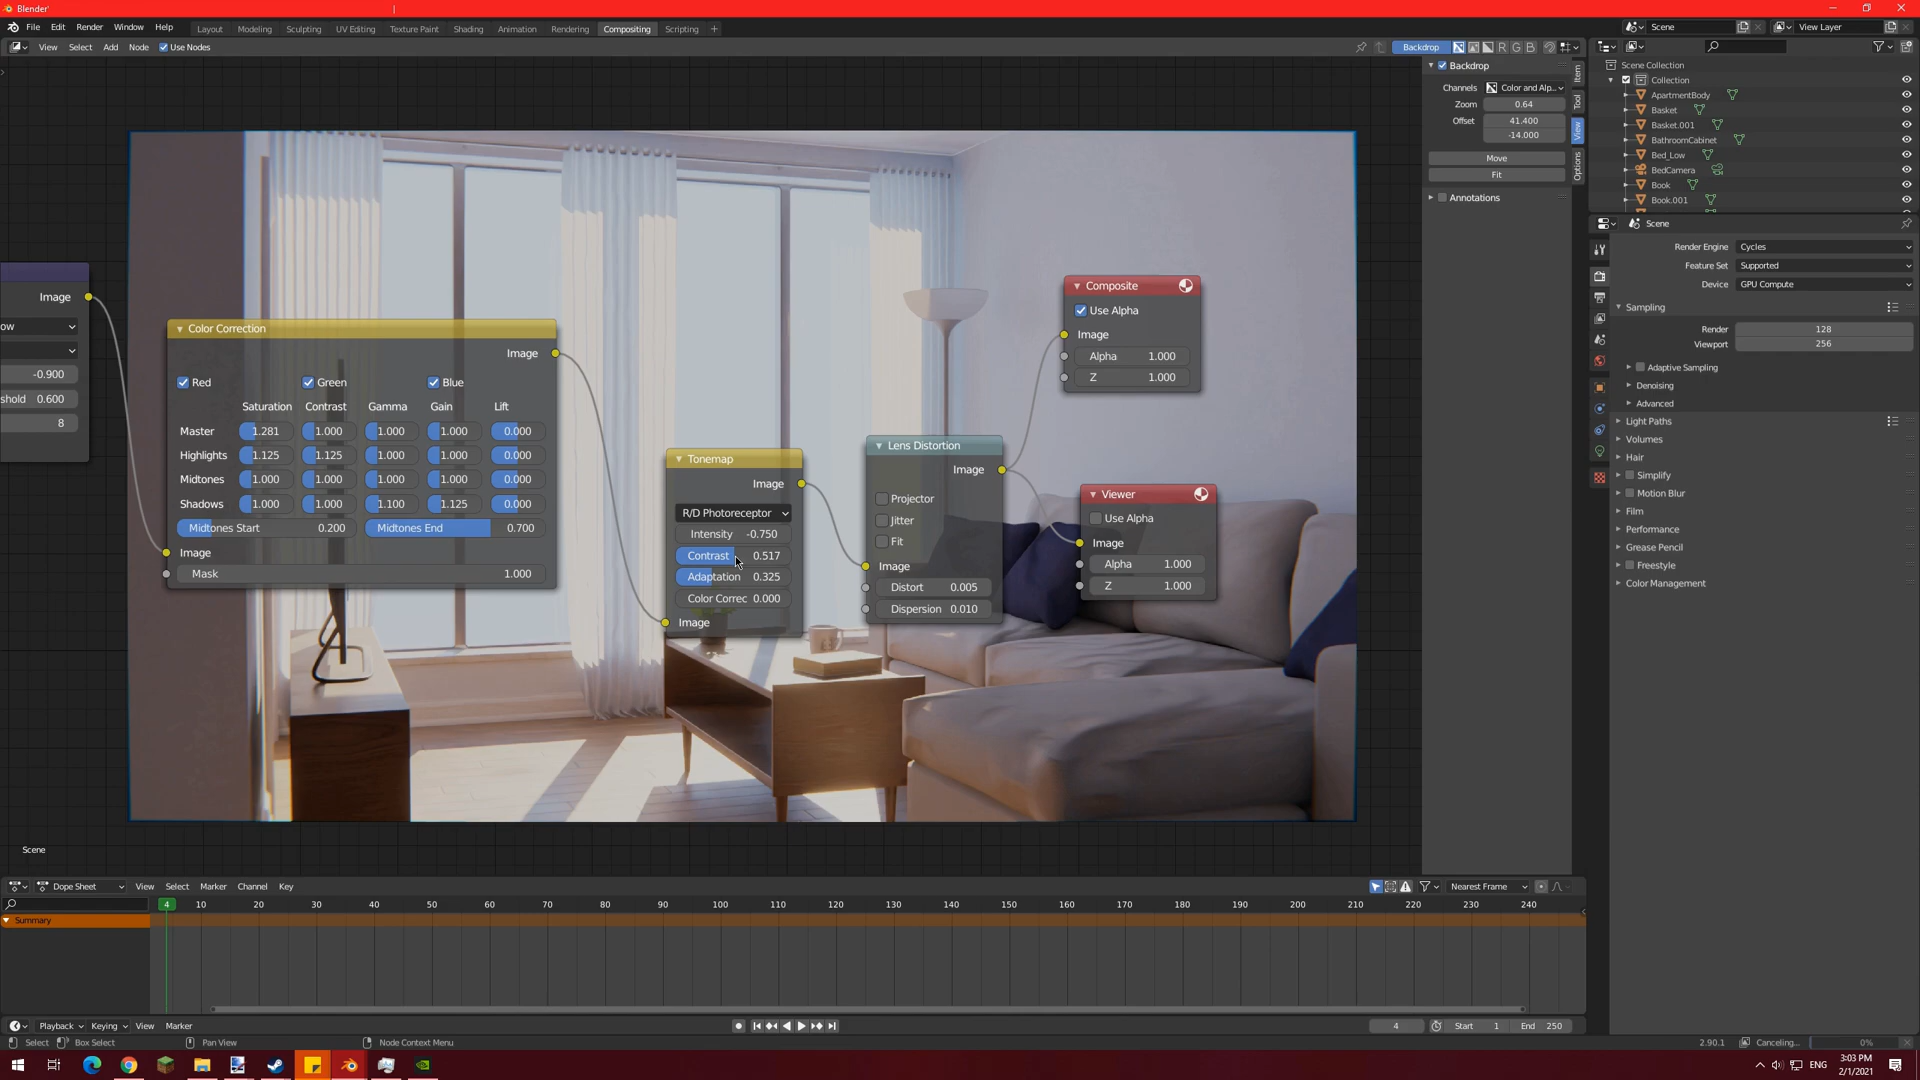 Blender
File Edit Render Window Help
Layout Modeling Sculpting UV Editing Texture Paint Shading Animation Rendering Compositing Scripting +
Scene
View Layer
View Select Add Node Use Nodes
Backdrop
R G B
Backdrop
Channels Color and Alp..
Zoom 0.64
Offset 41.400
-14.000
Move
Fit
Annotations
Item
Tool
View
Options
Scene Collection
Collection
ApartmentBody
Basket
Basket.001
BathroomCabinet
Bed_Low
BedCamera
Book
Book.001
Scene
Render Engine Cycles
Feature Set Supported
Device GPU Compute
Sampling
Render 128
Viewport 256
Adaptive Sampling
Denoising
Advanced
Light Paths
Volumes
Hair
Simplify
Motion Blur
Film
Performance
Grease Pencil
Freestyle
Color Management
Image
ow
-0.900
shold 0.600
8
Color Correction
Image
Red Green Blue
Saturation Contrast Gamma Gain Lift
Master 1.281 1.000 1.000 1.000 0.000
Highlights 1.125 1.125 1.000 1.000 0.000
Midtones 1.000 1.000 1.000 1.000 0.000
Shadows 1.000 1.000 1.100 1.125 0.000
Midtones Start 0.200 Midtones End 0.700
Image
Mask 1.000
Tonemap
Image
R/D Photoreceptor
Intensity -0.750
Contrast 0.517
Adaptation 0.325
Color Correc 0.000
Image
Lens Distortion
Image
Projector
Jitter
Fit
Image
Distort 0.005
Dispersion 0.010
Composite
Use Alpha
Image
Alpha 1.000
Z 1.000
Viewer
Use Alpha
Image
Alpha 1.000
Z 1.000
Scene
Dope Sheet View Select Marker Channel Key
Nearest Frame
4 10 20 30 40 50 60 70 80 90 100 110 120 130 140 150 160 170 180 190 200 210 220 230 240
Summary
Playback Keying View Marker
4 Start 1 End 250
Select Box Select Pan View Node Context Menu
2.90.1 Canceling... 0%
ENG
3:03 PM
2/1/2021